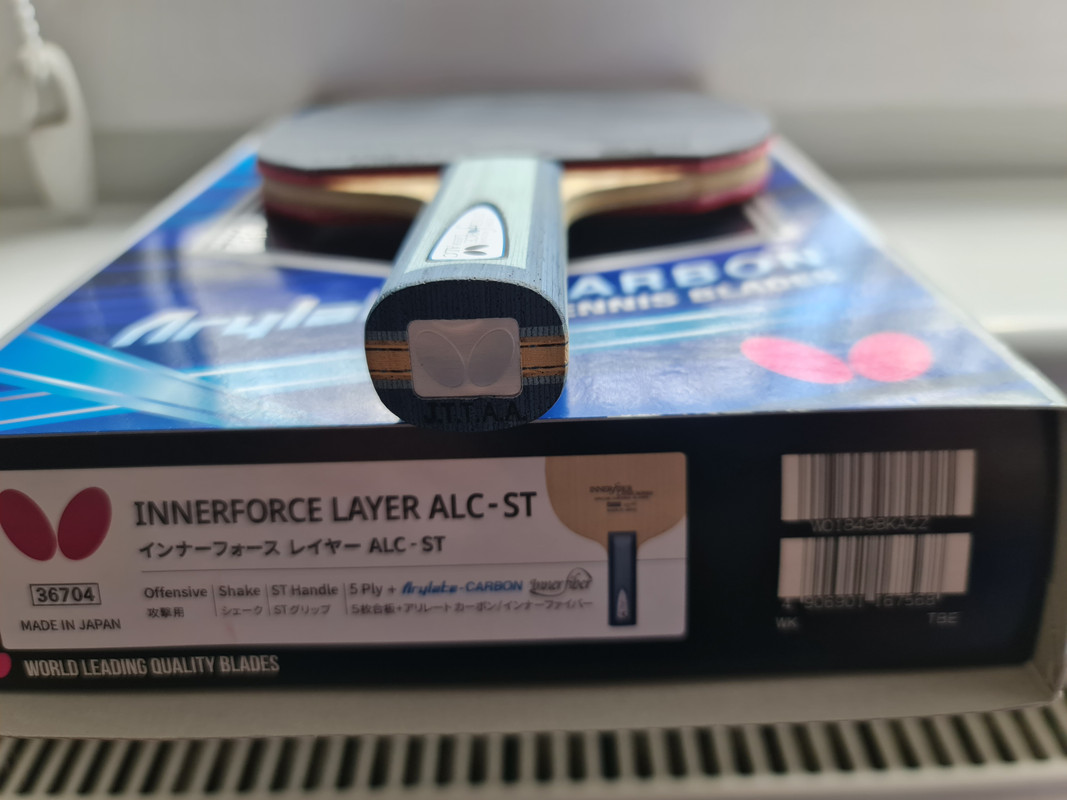 Arylate
CARBON
TENNIS BLADES
J.T.T.A.A.
INNERFORCE LAYER ALC-ST
インナーフォース レイヤー ALC-ST
36704
MADE IN JAPAN
Offensive Shake ST Handle 5 Ply + Arylate-CARBON Innerfiber
攻撃用 シェーク STグリップ 5枚合板+アリレート カーボン/インナーファイバー
WORLD LEADING QUALITY BLADES
WK TBE